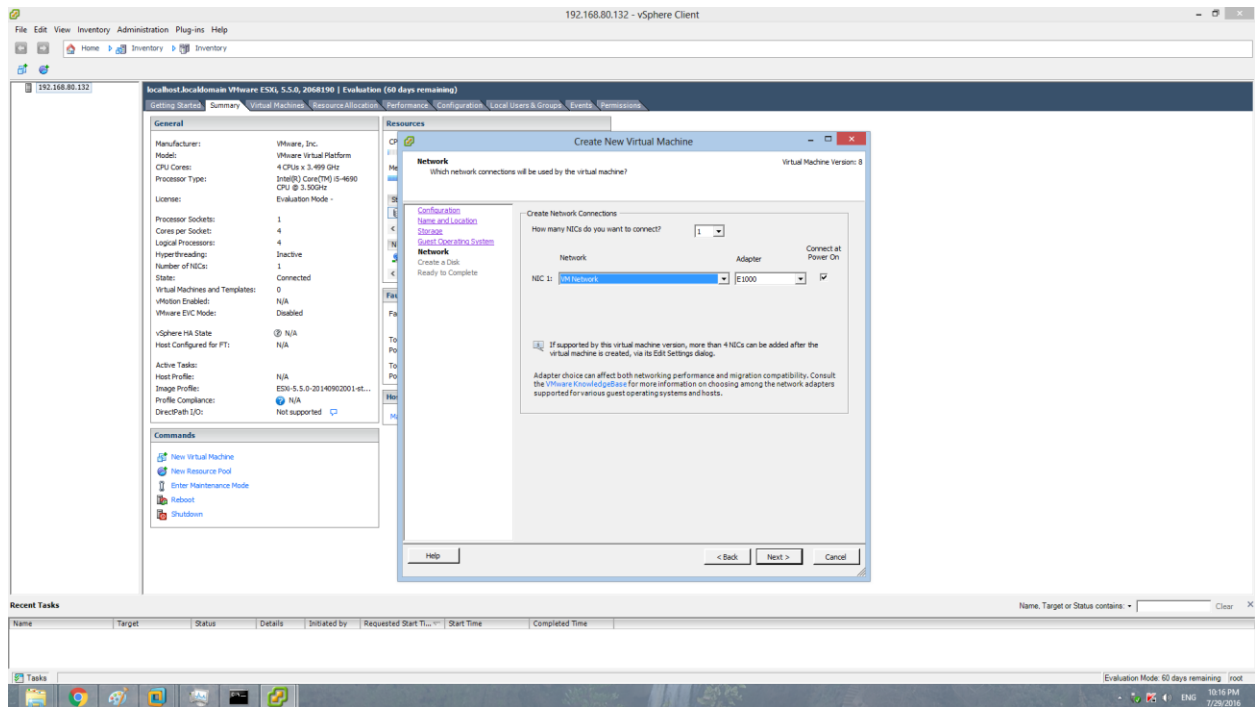 192.168.80.132 - vSphere Client
File Edit View Inventory Administration Plug-ins Help
Home Inventory Inventory
192.168.80.132
localhost.localdomain VMware ESXi, 5.5.0, 2068190 | Evaluation (60 days remaining)
Getting Started Summary Virtual Machines Resource Allocation Performance Configuration Local Users & Groups Events Permissions
General
Manufacturer: VMware, Inc.
Model: VMware Virtual Platform
CPU Cores: 4 CPUs x 3.499 GHz
Processor Type: Intel(R) Core(TM) i5-4690
CPU @ 3.50GHz
License: Evaluation Mode -
Processor Sockets: 1
Cores per Socket: 4
Logical Processors: 4
Hyperthreading: Inactive
Number of NICs: 1
State: Connected
Virtual Machines and Templates: 0
vMotion Enabled: N/A
VMware EVC Mode: Disabled
vSphere HA State N/A
Host Configured for FT: N/A
Active Tasks:
Host Profile: N/A
Image Profile: ESXi-5.5.0-20140902001-st...
Profile Compliance: N/A
DirectPath I/O: Not supported
Commands
New Virtual Machine
New Resource Pool
Enter Maintenance Mode
Reboot
Shutdown
Resources
Create New Virtual Machine
Network
Which network connections will be used by the virtual machine?
Virtual Machine Version: 8
Configuration
Name and Location
Storage
Guest Operating System
Network
Create a Disk
Ready to Complete
Create Network Connections
How many NICs do you want to connect? 1
Network Adapter Connect at
Power On
NIC 1: VM Network E1000
If supported by this virtual machine version, more than 4 NICs can be added after the
virtual machine is created, via its Edit Settings dialog.
Adapter choice can affect both networking performance and migration compatibility. Consult
the VMware KnowledgeBase for more information on choosing among the network adapters
supported for various guest operating systems and hosts.
Help < Back Next > Cancel
Recent Tasks
Name, Target or Status contains: Clear
Name Target Status Details Initiated by Requested Start Ti... Start Time Completed Time
Tasks
Evaluation Mode: 60 days remaining root
ENG 10:16 PM
7/29/2016